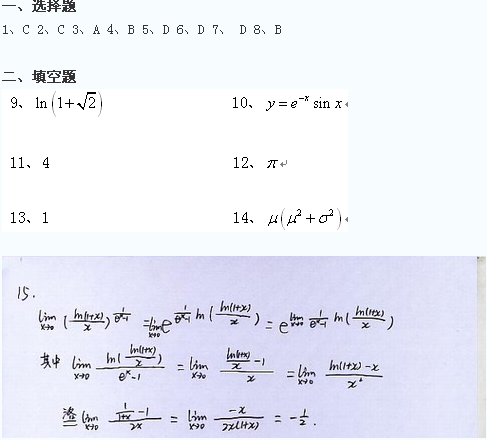 一、选择题
1、C 2、C 3、A 4、B 5、D 6、D 7、 D 8、B
二、填空题
9、ln(1+√2) 10、y=e^{-x} sin x
11、4 12、π
13、1 14、μ(μ²+σ²)
15.
lim_{x→0} (ln(1+x)/x)^{1/(e^x-1)} = lim_{x→0} e^{1/(e^x-1) ln(ln(1+x)/x)} = e^{lim_{x→0} 1/(e^x-1) ln(ln(1+x)/x)}
其中 lim_{x→0} ln(ln(1+x)/x)/(e^x-1) = lim_{x→0} (ln(1+x)/x -1)/x = lim_{x→0} (ln(1+x)-x)/x²
洛 lim_{x→0} (1/(1+x) -1)/2x = lim_{x→0} -x/2x(1+x) = -1/2.